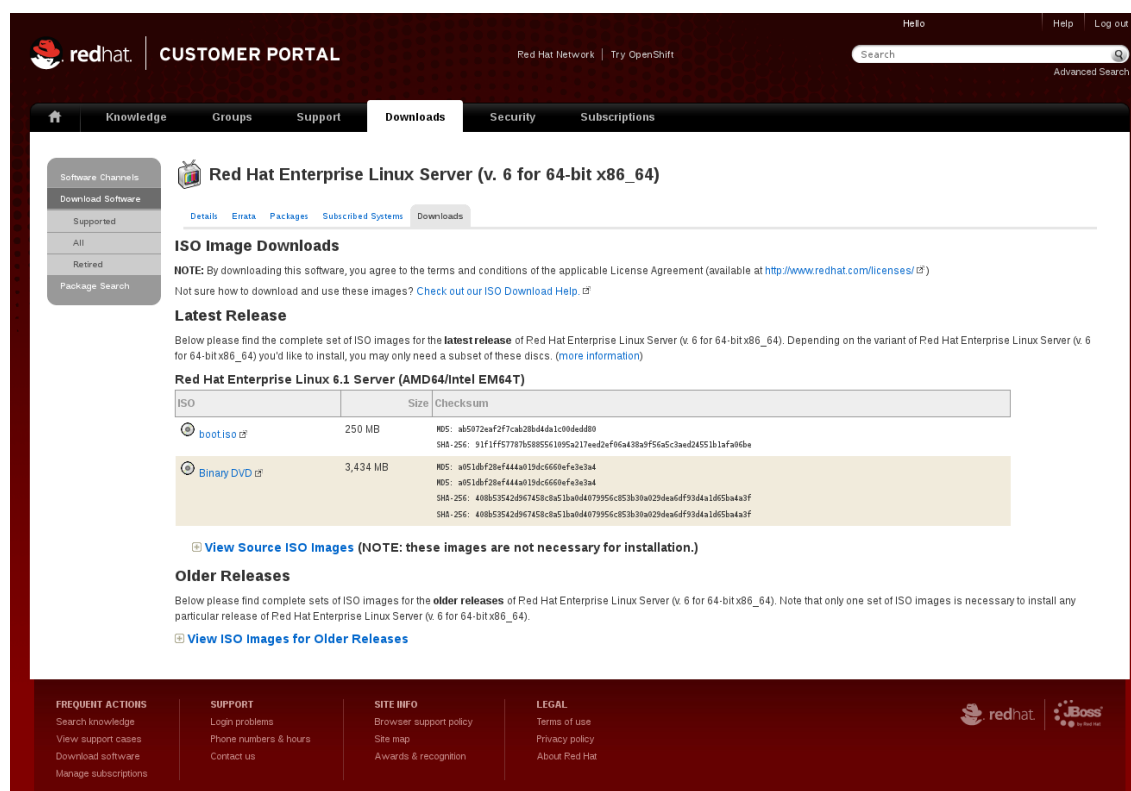 Hello
Help
Log out
redhat.
CUSTOMER PORTAL
Red Hat Network
Try OpenShift
Search
Advanced Search
Knowledge
Groups
Support
Downloads
Security
Subscriptions
Software Channels
Download Software
Supported
All
Retired
Package Search
Red Hat Enterprise Linux Server (v. 6 for 64-bit x86_64)
Details
Errata
Packages
Subscribed Systems
Downloads
ISO Image Downloads
NOTE: By downloading this software, you agree to the terms and conditions of the applicable License Agreement (available at http://www.redhat.com/licenses/ )
Not sure how to download and use these images? Check out our ISO Download Help.
Latest Release
Below please find the complete set of ISO images for the latest release of Red Hat Enterprise Linux Server (v. 6 for 64-bit x86_64). Depending on the variant of Red Hat Enterprise Linux Server (v. 6
for 64-bit x86_64) you'd like to install, you may only need a subset of these discs. (more information)
Red Hat Enterprise Linux 6.1 Server (AMD64/Intel EM64T)
ISO
Size
Checksum
boot.iso
250 MB
MD5: ab5072eaf2f7cab28bd4da1c00dedd80
SHA-256: 91f1ff57787b5885561095a217eed2ef06a438a9f56a5c3aed24551b1afa06be
Binary DVD
3,434 MB
MD5: a051dbf28ef444a019dc6660efe3e3a4
MD5: a051dbf28ef444a019dc6660efe3e3a4
SHA-256: 408b53542d967458c8a51ba0d4079956c853b30a029dea6df93d4a1d65ba4a3f
SHA-256: 408b53542d967458c8a51ba0d4079956c853b30a029dea6df93d4a1d65ba4a3f
View Source ISO Images (NOTE: these images are not necessary for installation.)
Older Releases
Below please find complete sets of ISO images for the older releases of Red Hat Enterprise Linux Server (v. 6 for 64-bit x86_64). Note that only one set of ISO images is necessary to install any
particular release of Red Hat Enterprise Linux Server (v. 6 for 64-bit x86_64).
View ISO Images for Older Releases
FREQUENT ACTIONS
Search knowledge
View support cases
Download software
Manage subscriptions
SUPPORT
Login problems
Phone numbers & hours
Contact us
SITE INFO
Browser support policy
Site map
Awards & recognition
LEGAL
Terms of use
Privacy policy
About Red Hat
redhat.
JBoss
by Red Hat